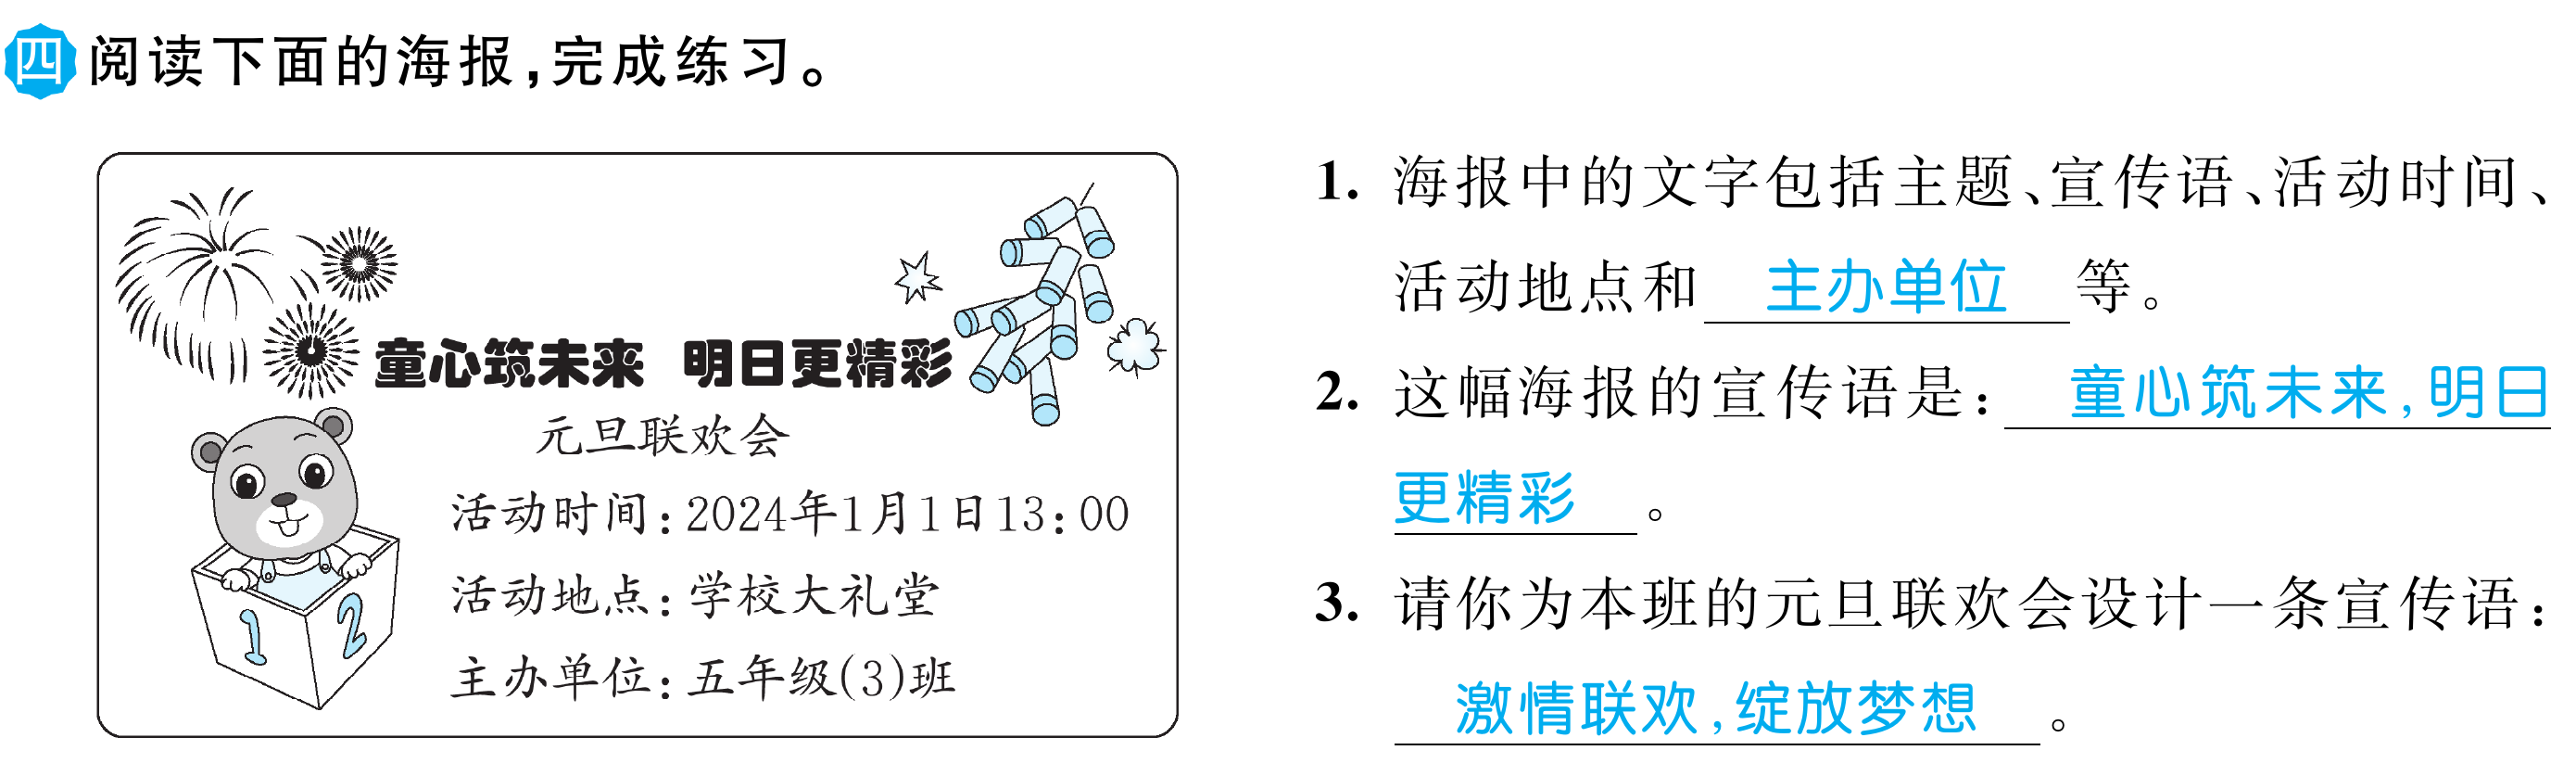 四 阅读下面的海报,完成练习。
童心筑未来 明日更精彩
元旦联欢会
活动时间:2024年1月1日13:00
活动地点:学校大礼堂
主办单位:五年级(3)班
1 2
1. 海报中的文字包括主题、宣传语、活动时间、
活动地点和 主办单位 等。
2. 这幅海报的宣传语是: 童心筑未来,明日
更精彩 。
3. 请你为本班的元旦联欢会设计一条宣传语:
激情联欢,绽放梦想 。